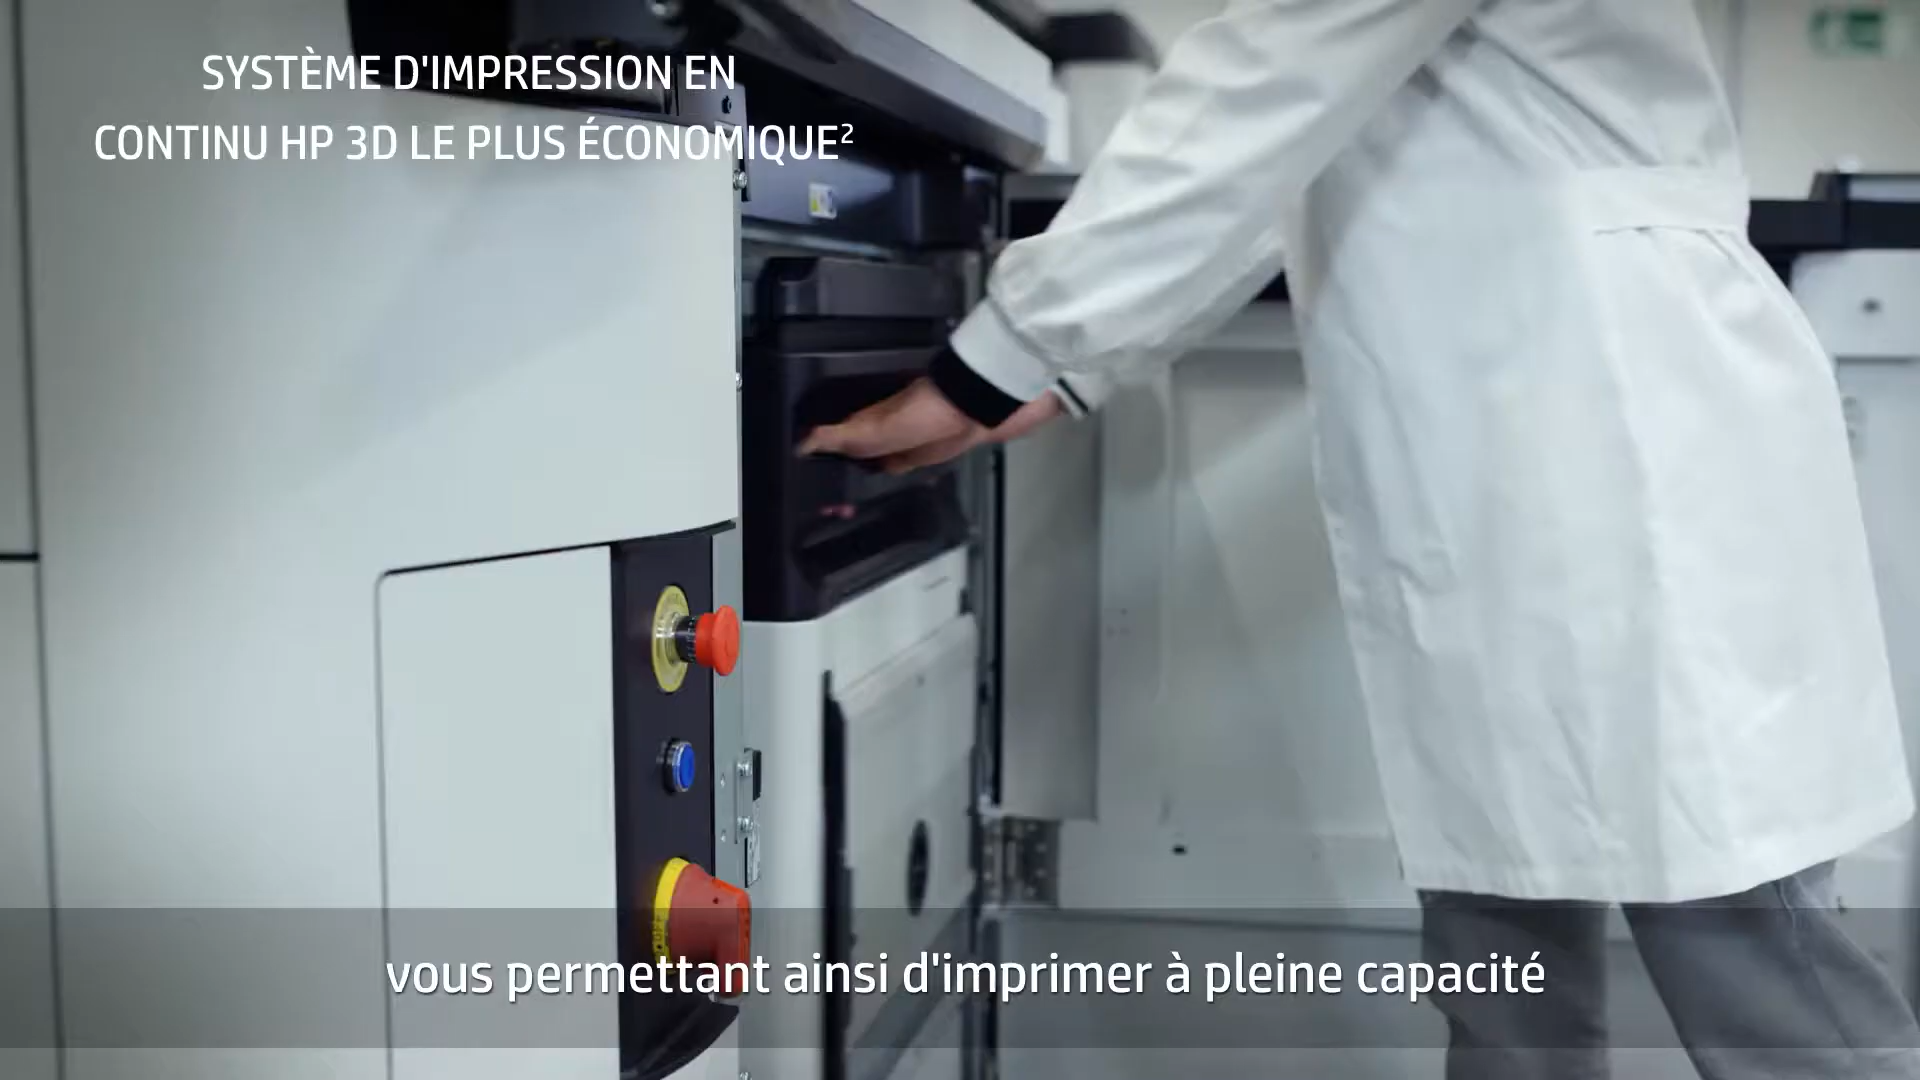 SYSTÈME D'IMPRESSION EN
CONTINU HP 3D LE PLUS ÉCONOMIQUE²
vous permettant ainsi d'imprimer à pleine capacité